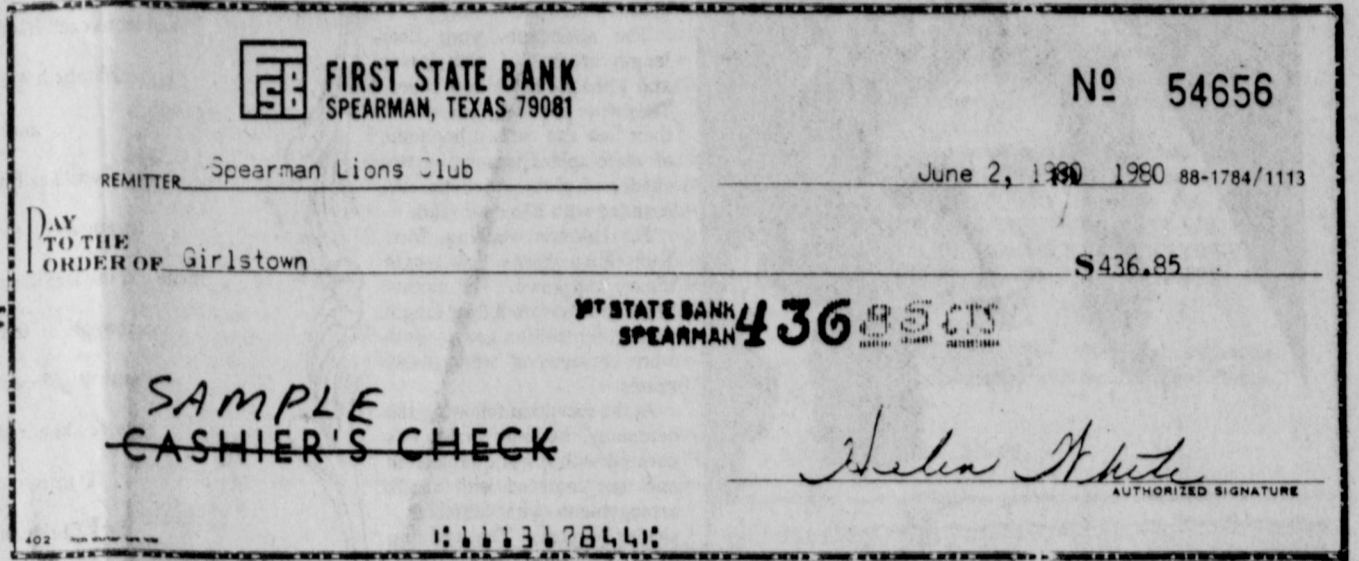 FSB
FIRST STATE BANK
SPEARMAN, TEXAS 79081
Nº 54656
REMITTER Spearman Lions Club June 2, 1980 1980 88-1784/1113
PAY
TO THE
ORDER OF Girlstown $436.85
1ST STATE BANK
SPEARMAN 436 85 CTS
SAMPLE
CASHIER'S CHECK
Helen White
AUTHORIZED SIGNATURE
402
⑆111317844⑆